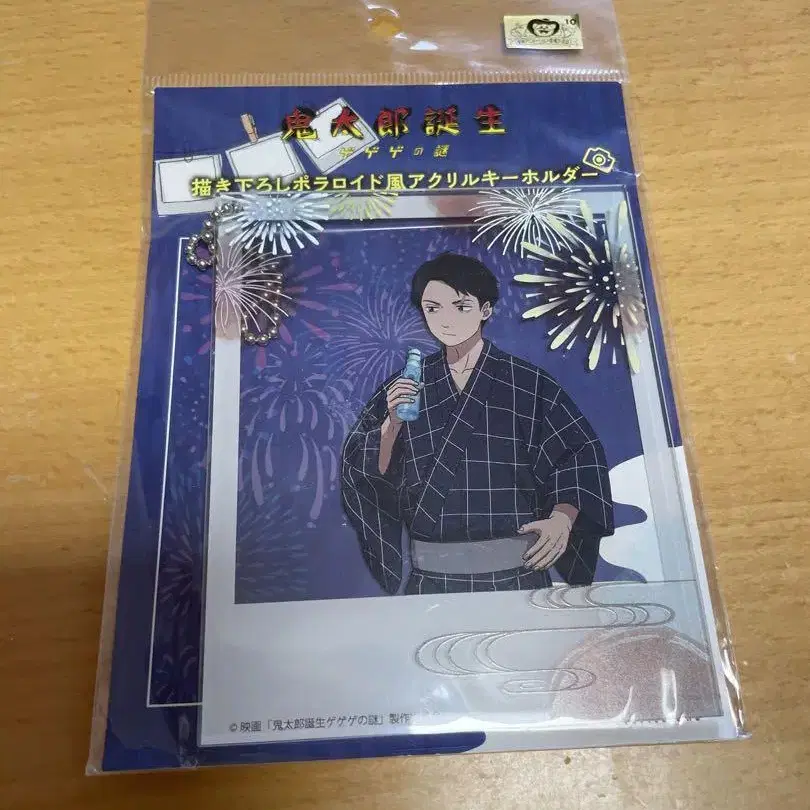 10
鬼太郎誕生
ゲゲゲの謎
描き下ろしポラロイド風アクリルキーホルダー
© 映画「鬼太郎誕生ゲゲゲの謎」製作